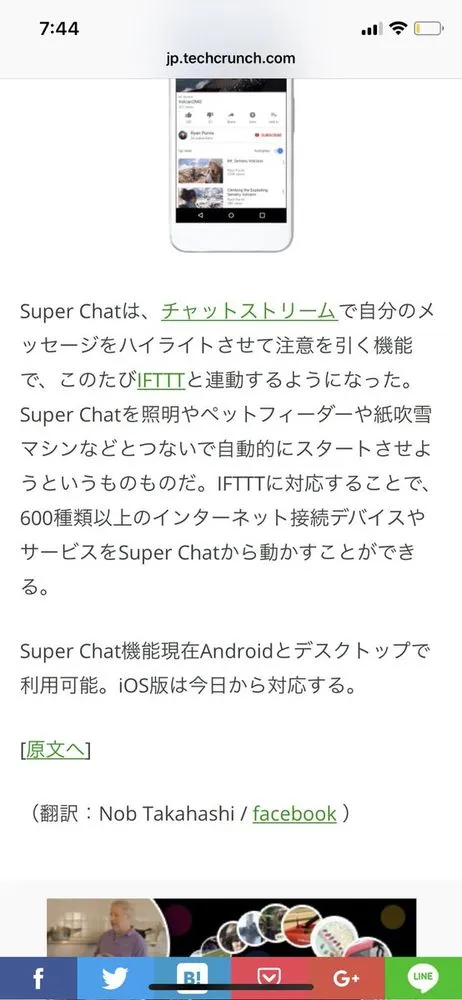 7:44
jp.techcrunch.com
Ryan Purvis
SUBSCRIBE
Up next
Super Chatは、チャットストリームで自分のメ
ッセージをハイライトさせて注意を引く機能
で、このたびIFTTTと連動するようになった。
Super Chatを照明やペットフィーダーや紙吹雪
マシンなどとつないで自動的にスタートさせよ
うというものものだ。IFTTTに対応することで、
600種類以上のインターネット接続デバイスや
サービスをSuper Chatから動かすことができ
る。
Super Chat機能現在Androidとデスクトップで
利用可能。iOS版は今日から対応する。
[原文へ]
（翻訳：Nob Takahashi / facebook ）
f
B!
G+
LINE